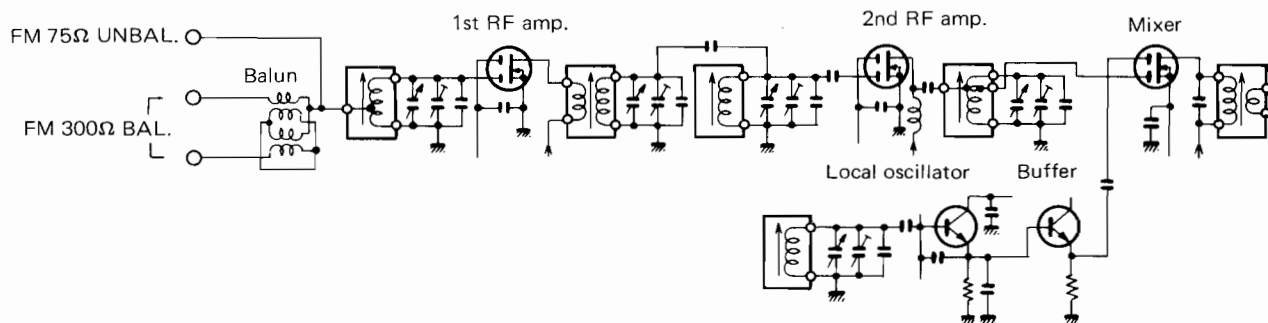 1st RF amp.
2nd RF amp.
Mixer
FM 75Ω UNBAL.
Balun
FM 300Ω BAL.
Local oscillator
Buffer